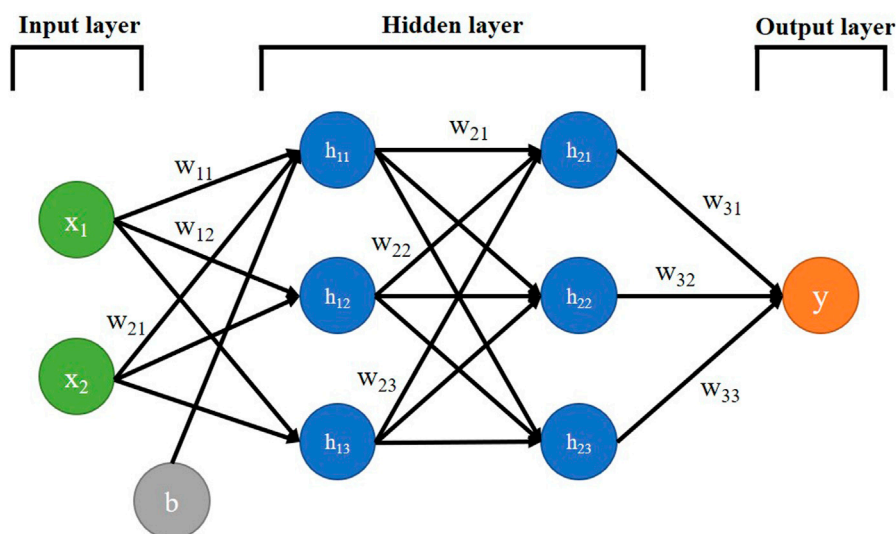 Input layer
Hidden layer
Output layer
w₁₁
w₁₂
w₂₁
x₁
x₂
b
h₁₁
h₁₂
h₁₃
w₂₁
w₂₂
w₂₃
h₂₁
h₂₂
h₂₃
w₃₁
w₃₂
w₃₃
y